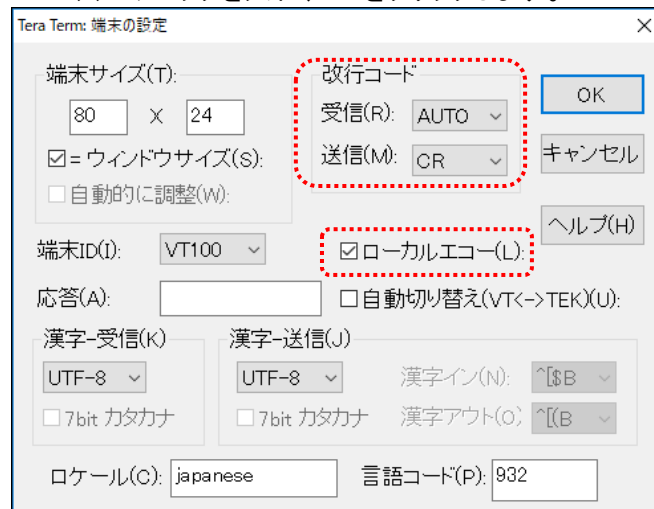 Tera Term: 端末の設定
端末サイズ(T):
80 X 24
☑=ウィンドウサイズ(S):
□自動的に調整(W):
改行コード
受信(R): AUTO
送信(M): CR
OK
キャンセル
ヘルプ(H)
端末ID(I): VT100
☑ローカルエコー(L):
応答(A):
□自動切り替え(VT<->TEK)(U):
漢字-受信(K)
UTF-8
□7bit カタカナ
漢字-送信(J)
UTF-8
□7bit カタカナ
漢字イン(N): ^[$B
漢字アウト(O) ^[(B
ロケール(C): japanese
言語コード(P): 932